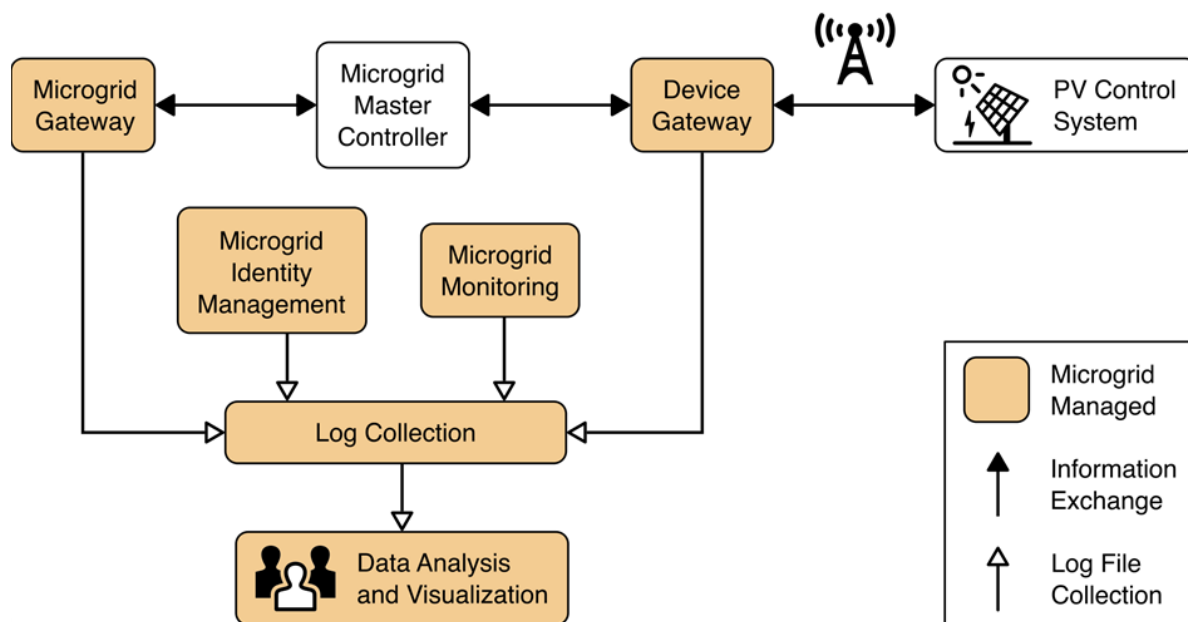 Microgrid
Gateway
Microgrid
Master
Controller
Device
Gateway
PV Control
System
Microgrid
Identity
Management
Microgrid
Monitoring
Log Collection
Data Analysis
and Visualization
Microgrid
Managed
Information
Exchange
Log File
Collection